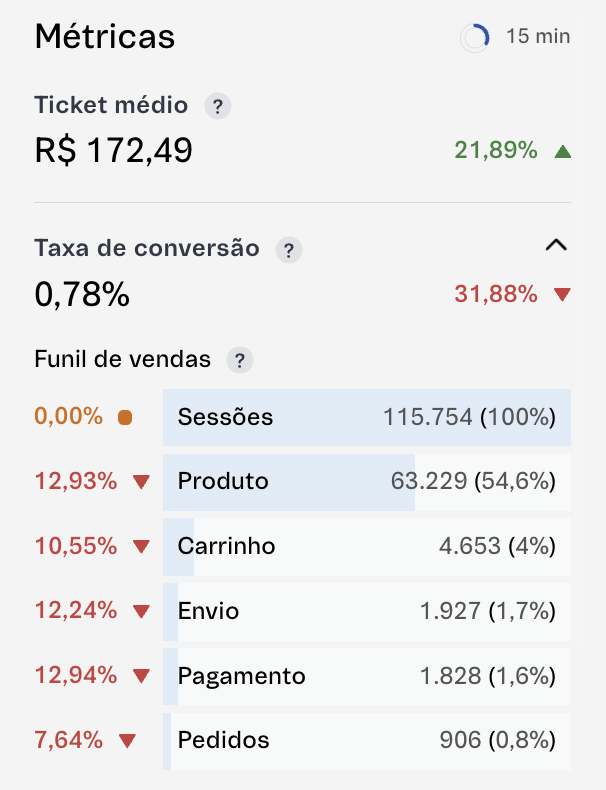 Métricas 15 min
Ticket médio ?
R$ 172,49 21,89% ▲
Taxa de conversão ?
0,78% 31,88% ▼
Funil de vendas ?
0,00% Sessões 115.754 (100%)
12,93% ▼ Produto 63.229 (54,6%)
10,55% ▼ Carrinho 4.653 (4%)
12,24% ▼ Envio 1.927 (1,7%)
12,94% ▼ Pagamento 1.828 (1,6%)
7,64% ▼ Pedidos 906 (0,8%)